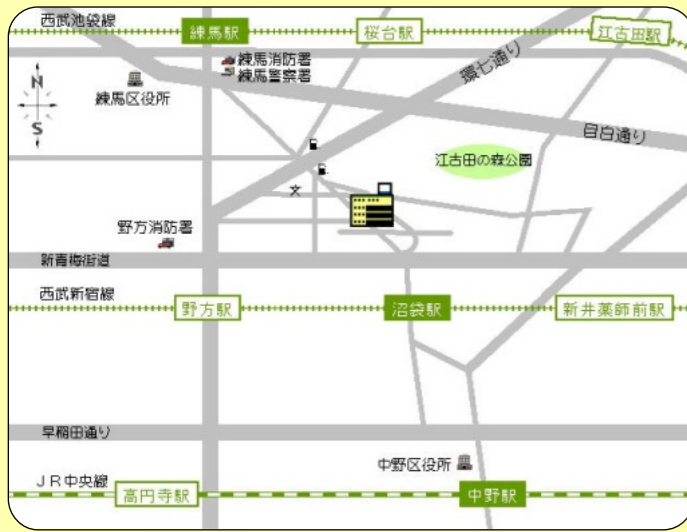 西武池袋線
練馬駅
桜台駅
江古田駅
練馬消防署
練馬警察署
環七通り
N
S
練馬区役所
目白通り
江古田の森公園
文
野方消防署
新青梅街道
西武新宿線
野方駅
沼袋駅
新井薬師前駅
早稲田通り
中野区役所
JR中央線
高円寺駅
中野駅